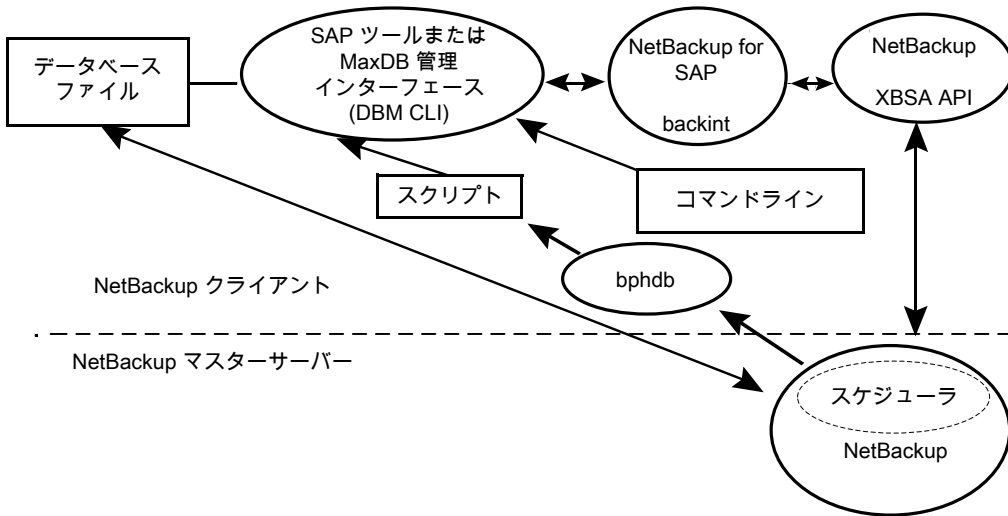 データベース
ファイル
SAP ツールまたは
MaxDB 管理
インターフェース
(DBM CLI)
NetBackup for
SAP
backint
NetBackup
XBSA API
スクリプト
コマンドライン
bphdb
NetBackup クライアント
NetBackup マスターサーバー
スケジューラ
NetBackup